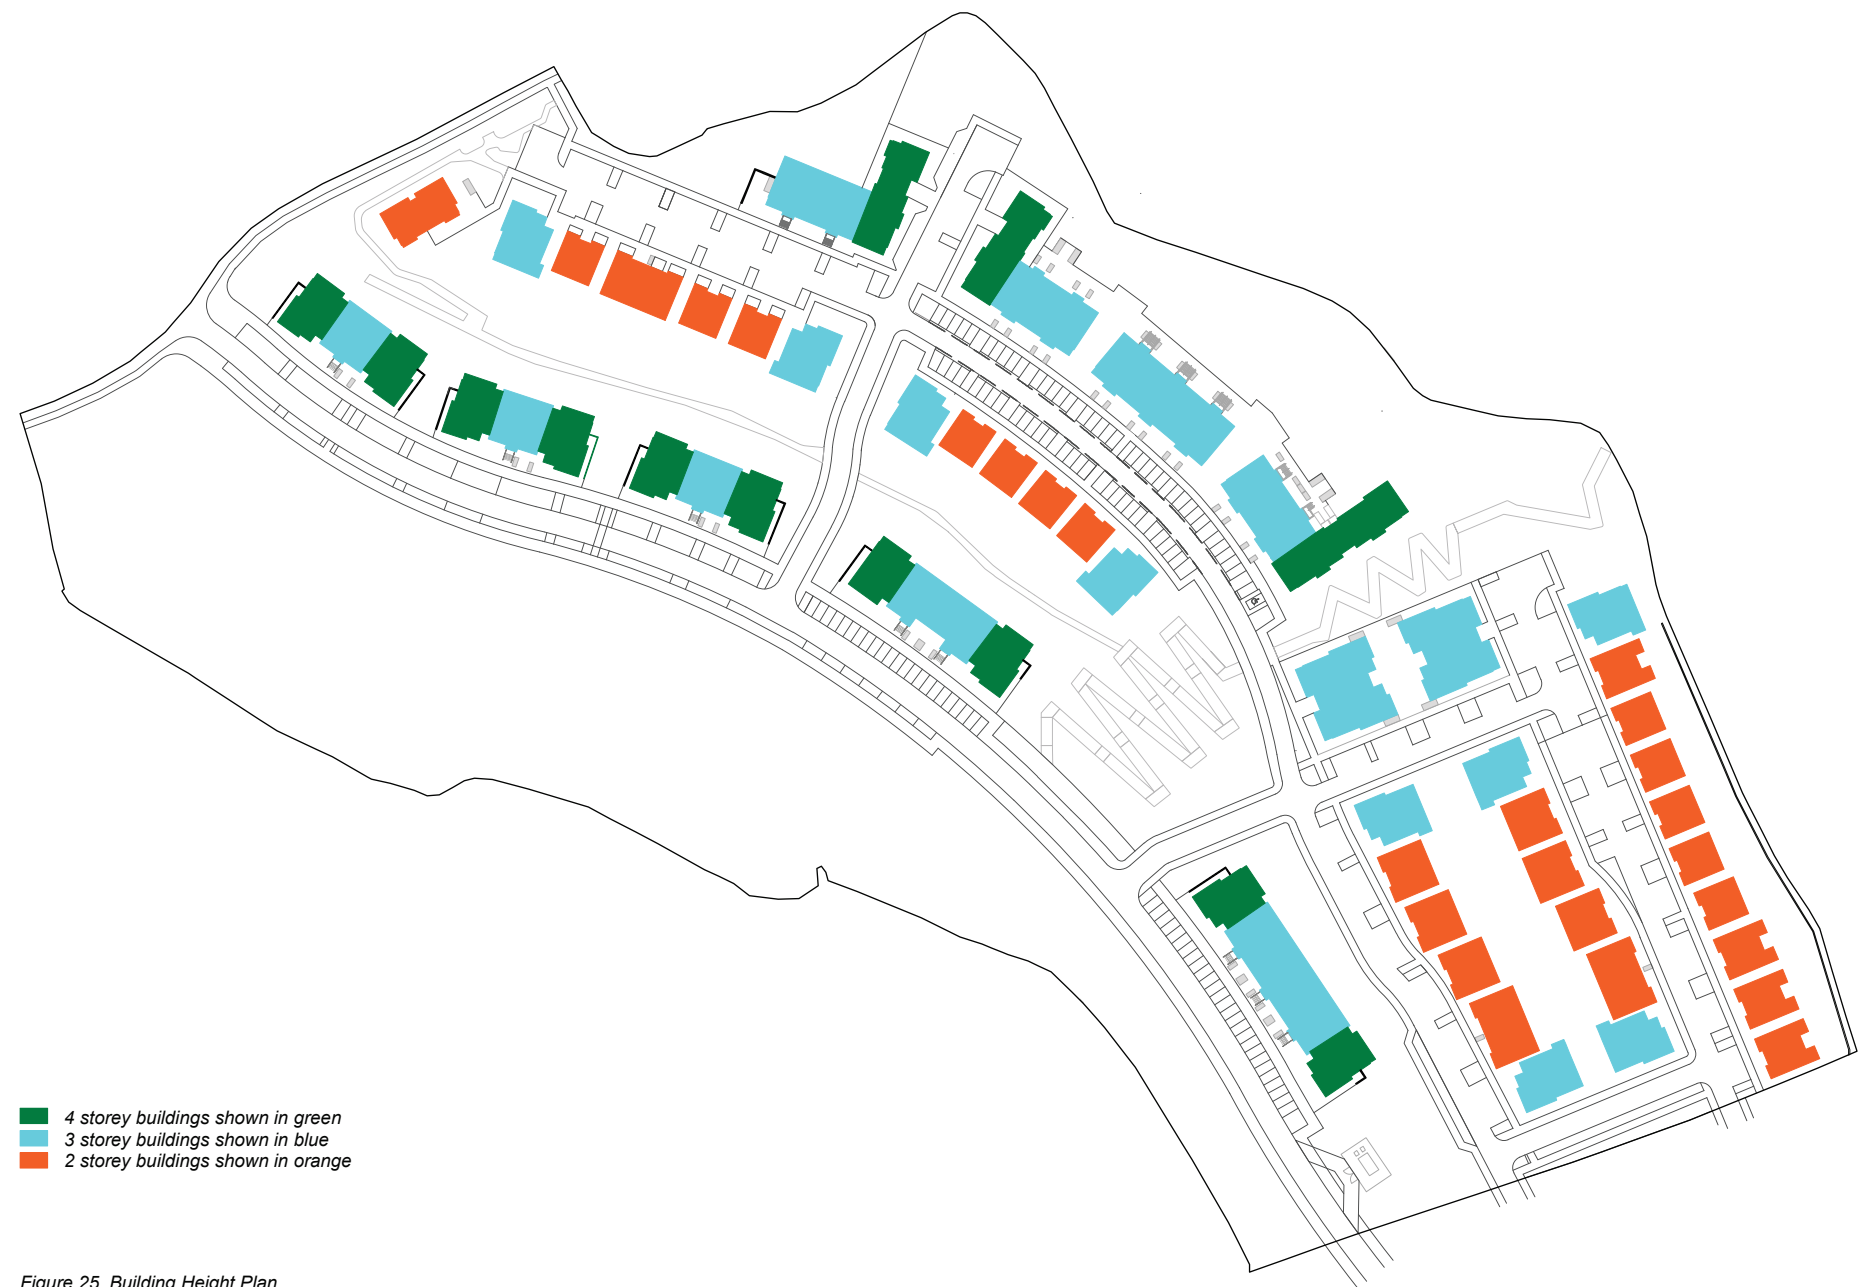 4 storey buildings shown in green
3 storey buildings shown in blue
2 storey buildings shown in orange
Figure 25. Building Height Plan